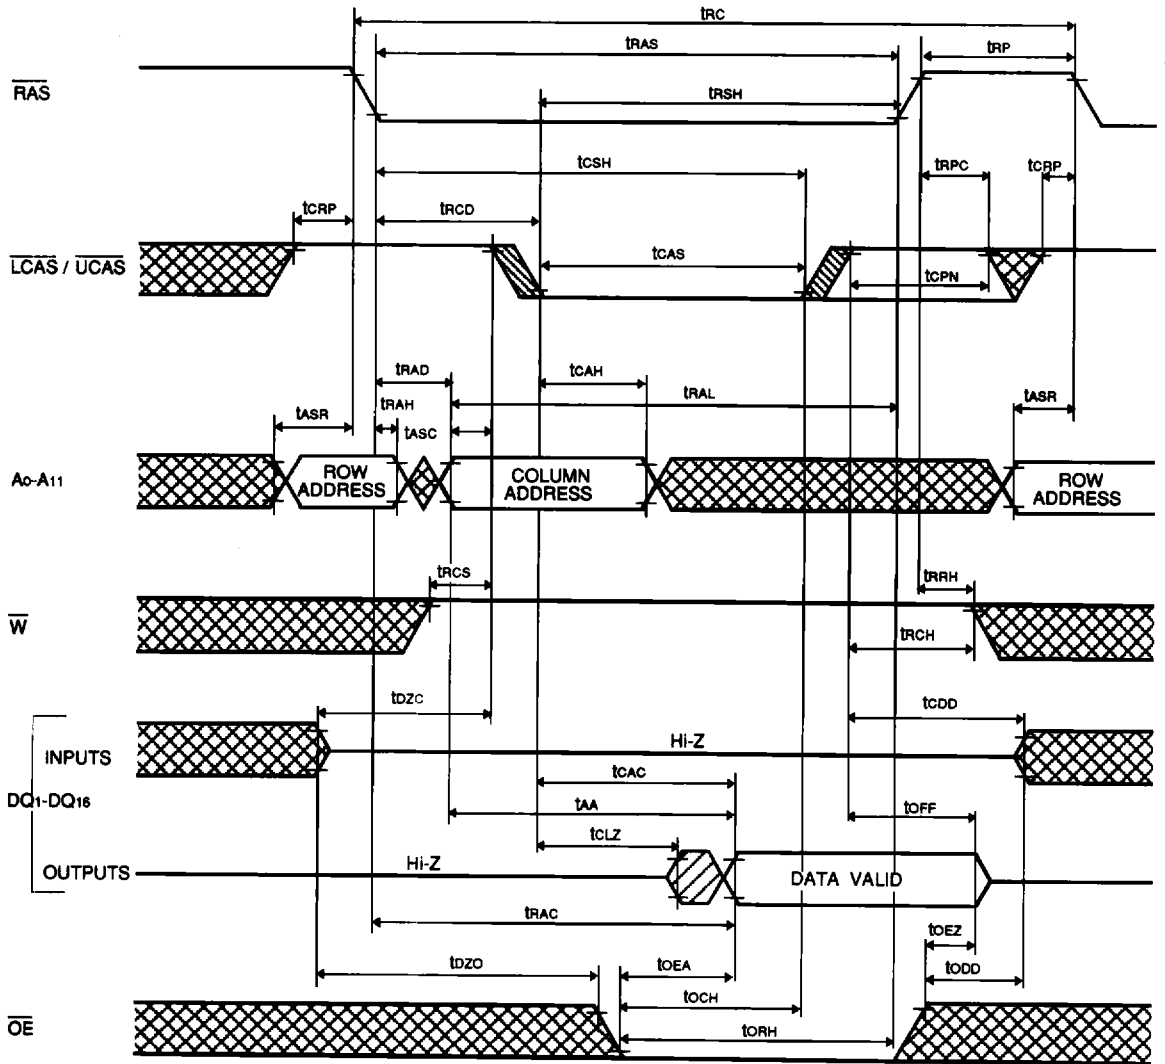 tRC
tRAS
tRP
RAS
tRSH
tCSH
tRPC
tCRP
tCRP
tRCD
LCAS / UCAS
tCAS
tCPN
tRAD
tCAH
tRAL
tASR
tRAH
tASC
tASR
A0-A11
ROW ADDRESS
COLUMN ADDRESS
ROW ADDRESS
tRCS
tRRH
W
tRCH
tDZC
tCDD
INPUTS
Hi-Z
DQ1-DQ16
tCAC
tAA
tOFF
tCLZ
OUTPUTS
Hi-Z
DATA VALID
tRAC
tOEZ
tDZO
tOEA
tODD
tOCH
OE
tORH